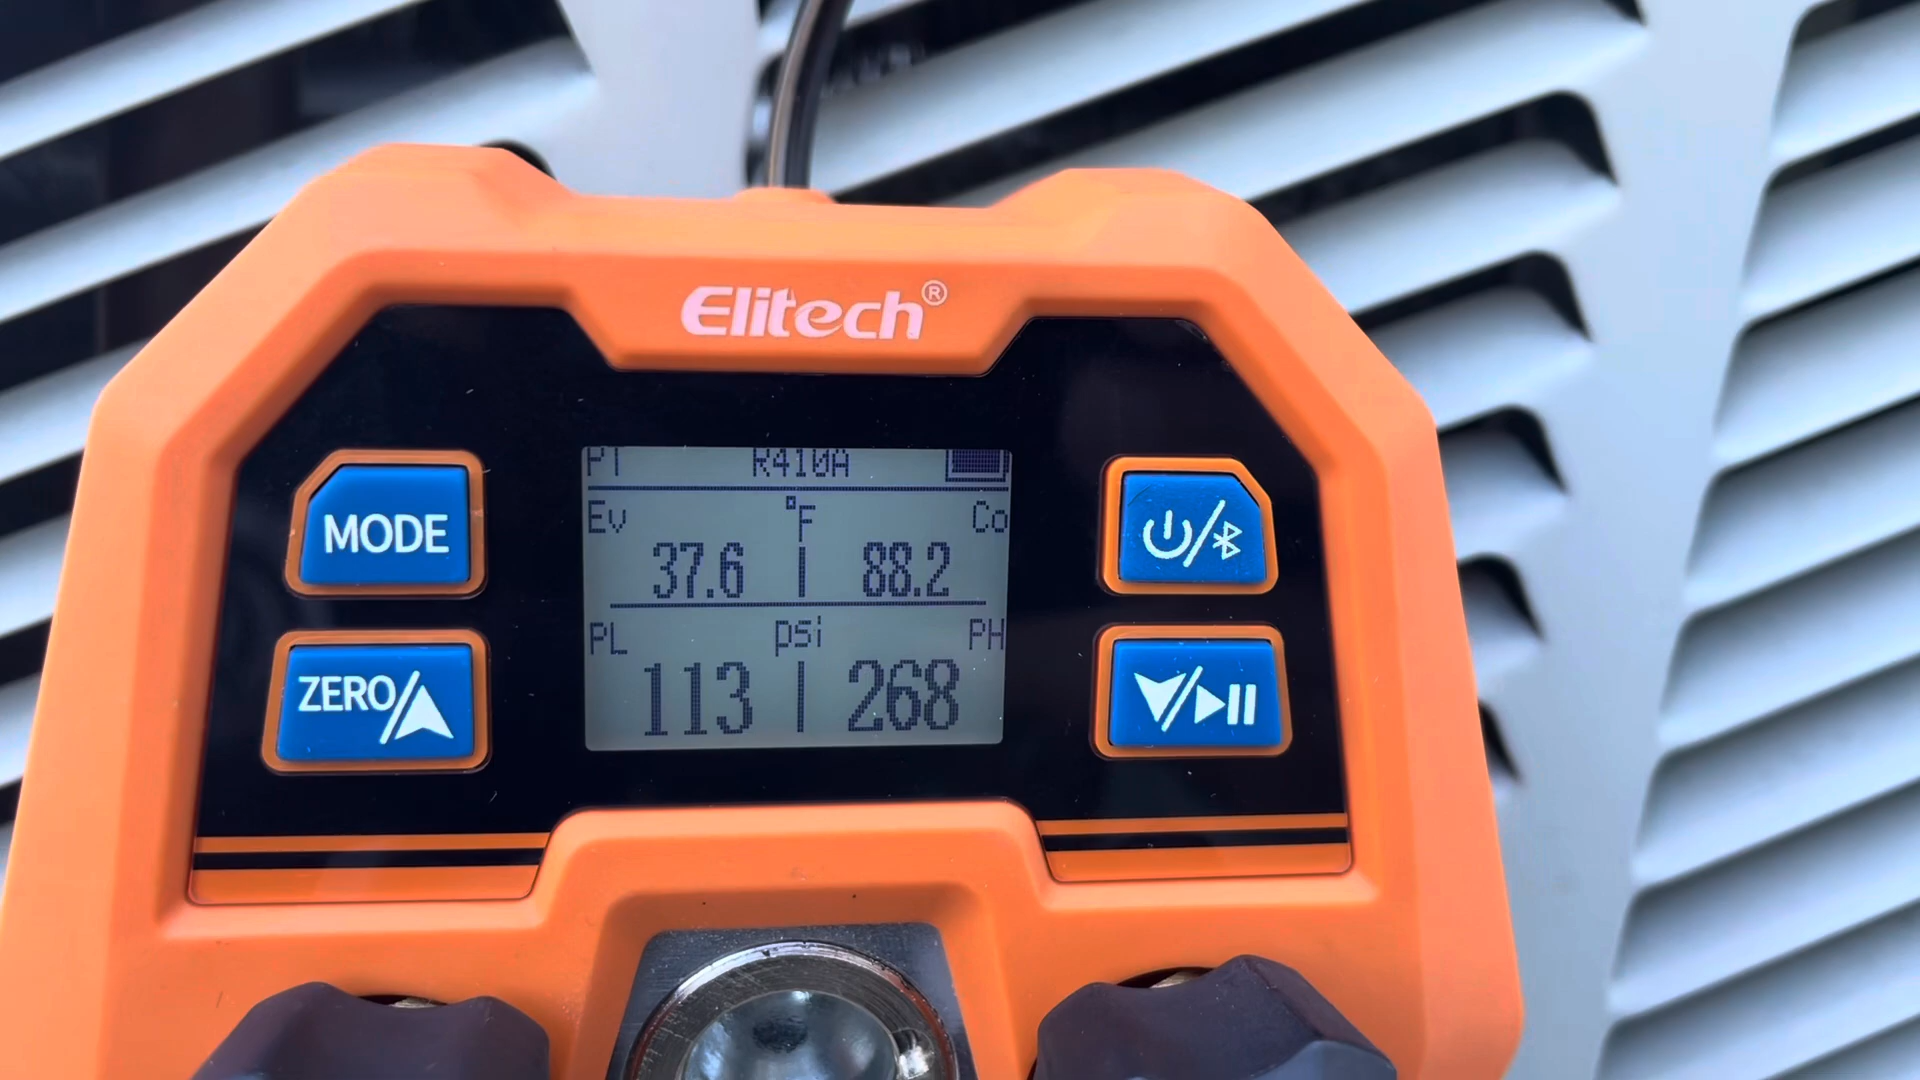 Elitech®
PT R410A
Ev °F Co
37.6 88.2
PL psi PH
113 268
MODE
ZERO/